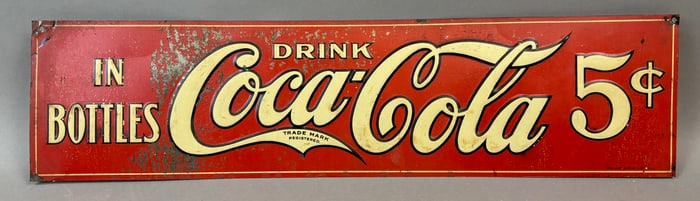 IN
BOTTLES
DRINK
Coca-Cola
TRADE MARK
REGISTERED
5¢